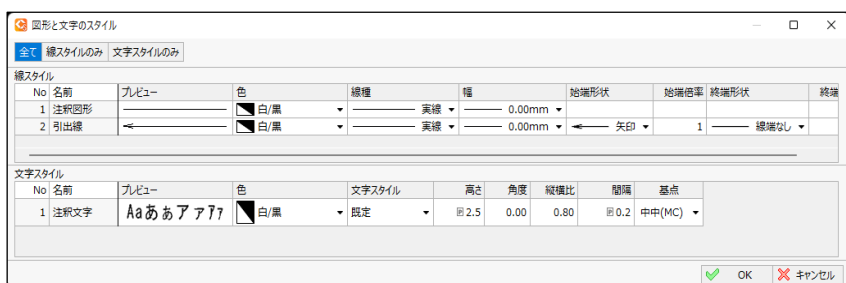 図形と文字のスタイル
全て 線スタイルのみ 文字スタイルのみ
線スタイル
No 名前 プレビュー 色 線種 幅 始端形状 始端倍率 終端形状 終端
1 注釈図形 白/黒 実線 0.00mm
2 引出線 白/黒 実線 0.00mm 矢印 1 線端なし
文字スタイル
No 名前 プレビュー 色 文字スタイル 高さ 角度 縦横比 間隔 基点
1 注釈文字 Aaあぁアァｱｧ 白/黒 既定 2.5 0.00 0.80 0.2 中中(MC)
OK キャンセル